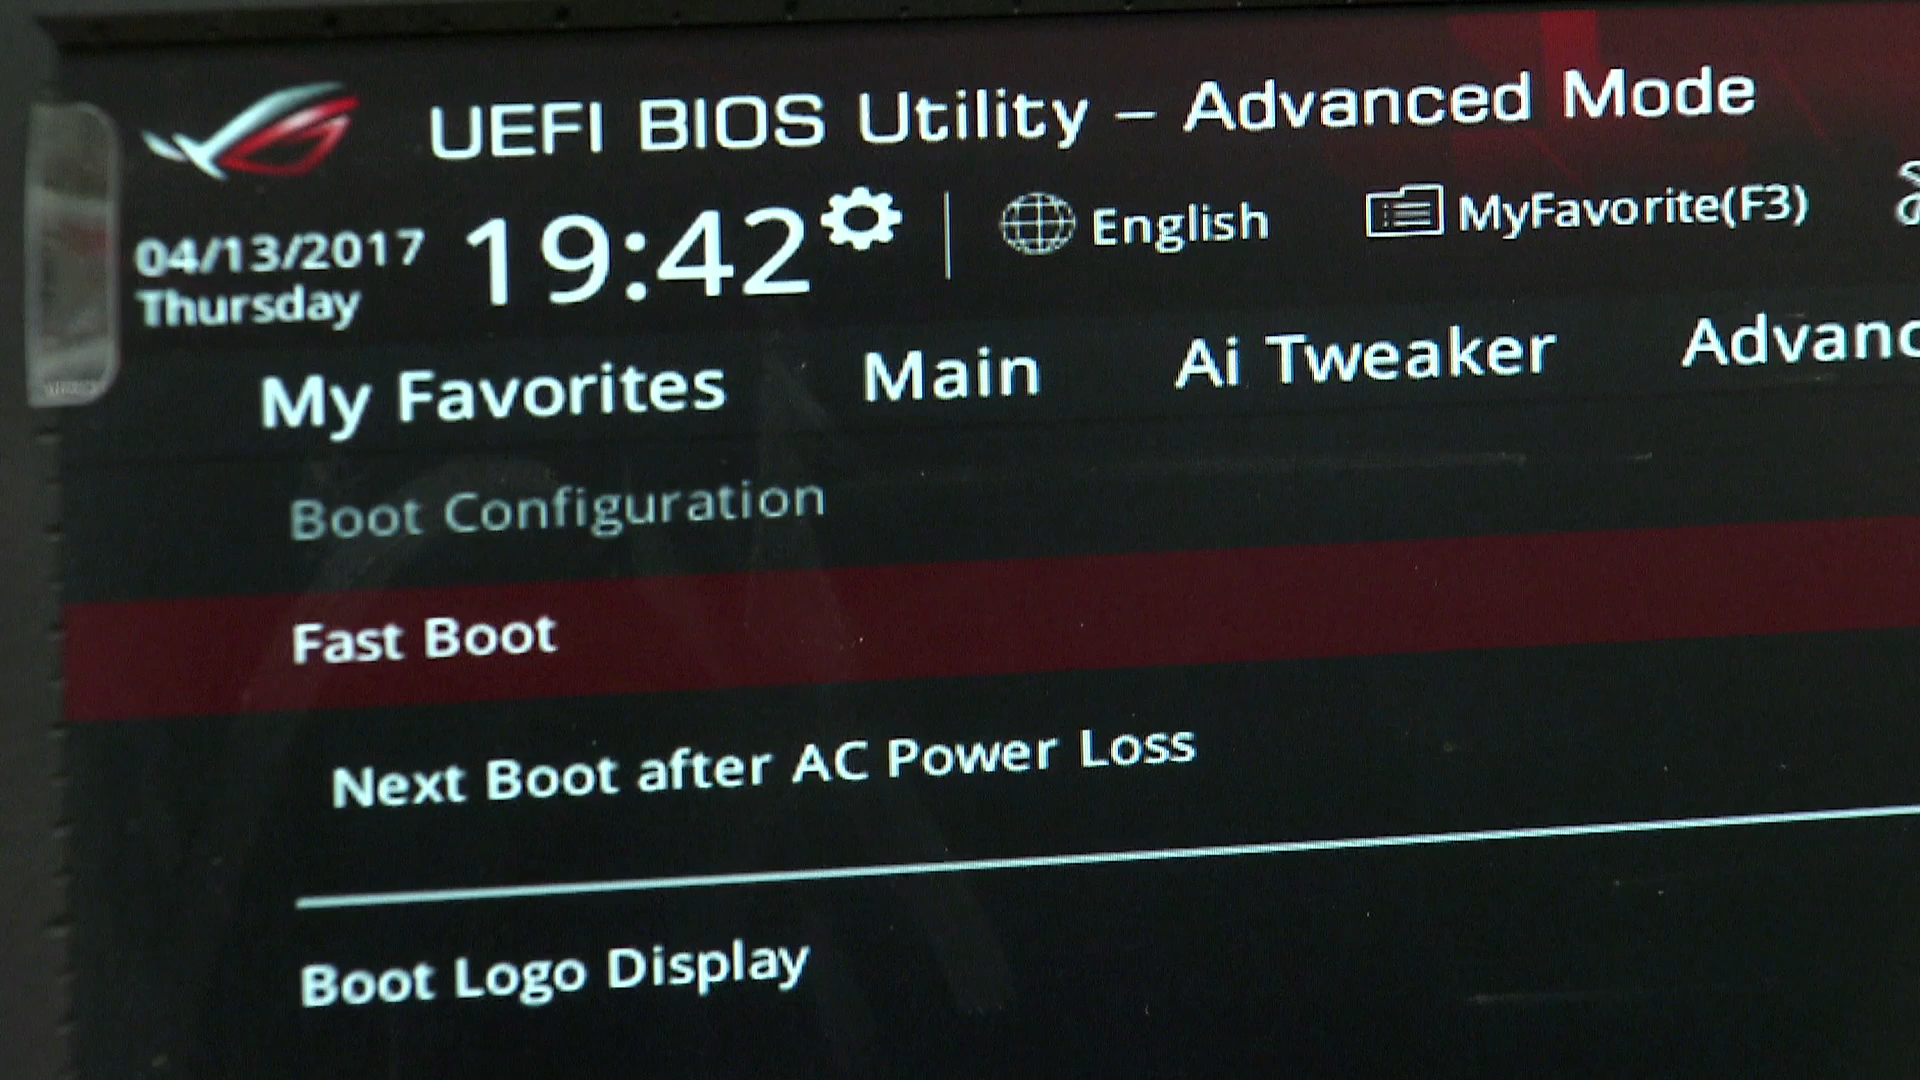 UEFI BIOS Utility – Advanced Mode
04/13/2017
Thursday
19:42
English
MyFavorite(F3)
My Favorites
Main
Ai Tweaker
Advanc
Boot Configuration
Fast Boot
Next Boot after AC Power Loss
Boot Logo Display